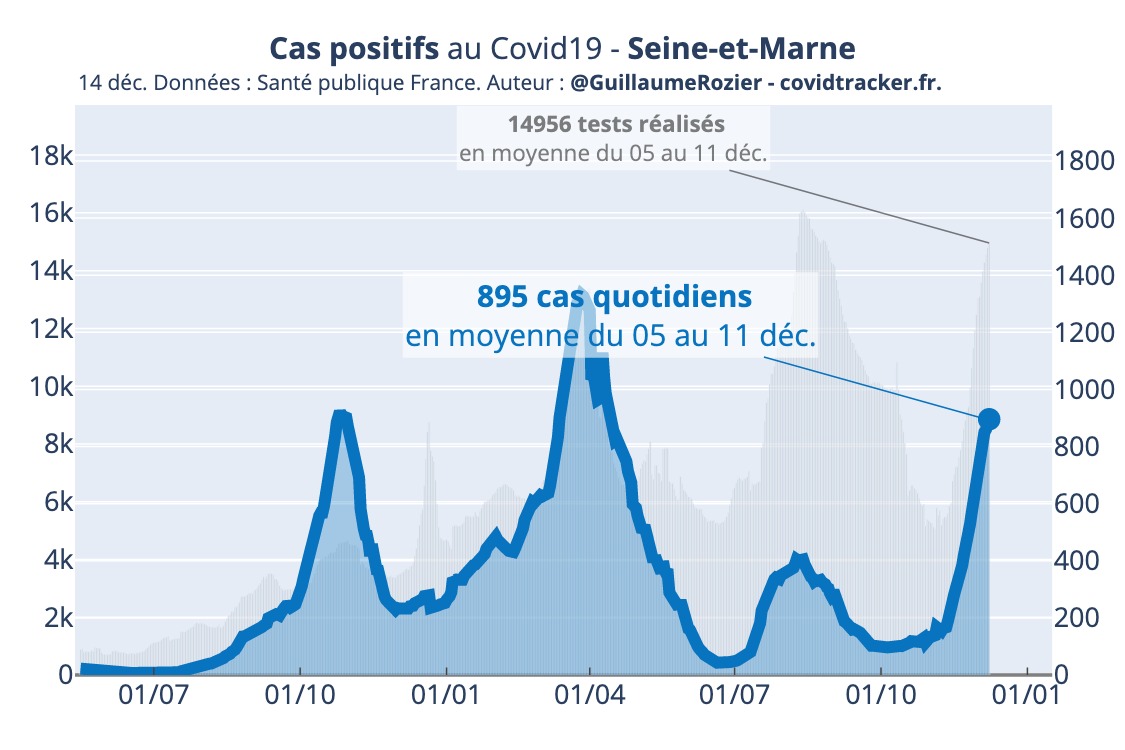 Cas positifs au Covid19 - Seine-et-Marne
14 déc. Données : Santé publique France. Auteur : @GuillaumeRozier - covidtracker.fr.
14956 tests réalisés
en moyenne du 05 au 11 déc.
895 cas quotidiens
en moyenne du 05 au 11 déc.
18k
16k
14k
12k
10k
8k
6k
4k
2k
0
1800
1600
1400
1200
1000
800
600
400
200
0
01/07 01/10 01/01 01/04 01/07 01/10 01/01